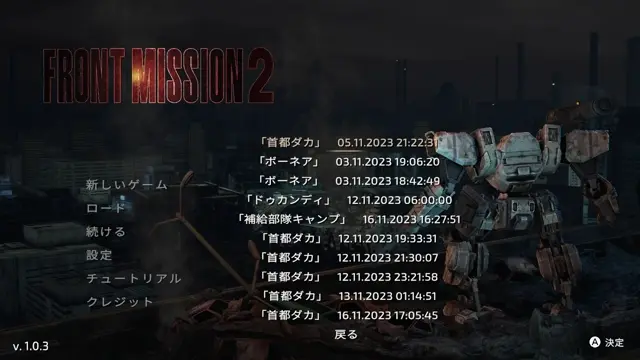 FRONT MISSION 2
「首都ダカ」 05.11.2023 21:22:31
「ボーネア」 03.11.2023 19:06:20
「ボーネア」 03.11.2023 18:42:49
「ドゥカンディ」 12.11.2023 06:00:00
「補給部隊キャンプ」 16.11.2023 16:27:51
「首都ダカ」 12.11.2023 19:33:31
「首都ダカ」 12.11.2023 21:30:07
「首都ダカ」 12.11.2023 23:21:58
「首都ダカ」 13.11.2023 01:14:51
「首都ダカ」 16.11.2023 17:05:45
戻る
新しいゲーム
ロード
続ける
設定
チュートリアル
クレジット
v. 1.0.3
A 決定